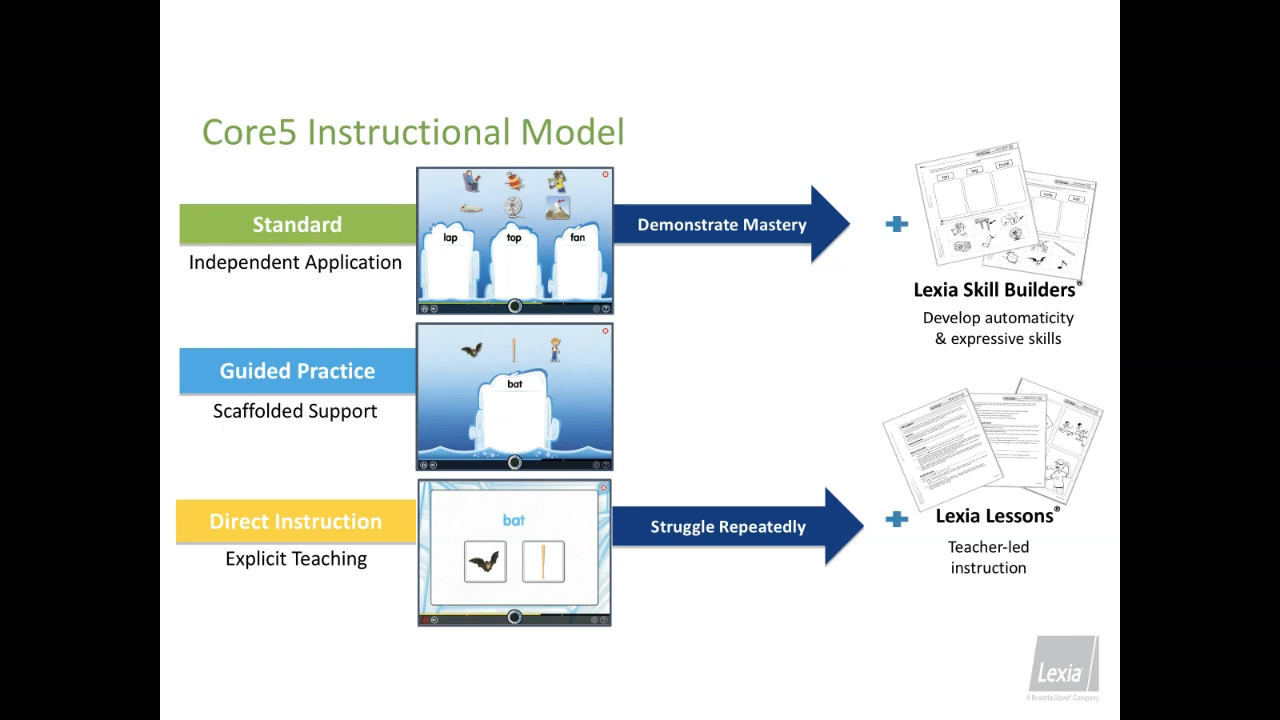 Core5 Instructional Model
Standard
Independent Application
lap
top
fan
Demonstrate Mastery
Lexia Skill Builders®
Develop automaticity
& expressive skills
Guided Practice
Scaffolded Support
bat
Direct Instruction
Explicit Teaching
bat
Struggle Repeatedly
Lexia Lessons®
Teacher-led
instruction
Lexia
A Rosetta Stone® Company